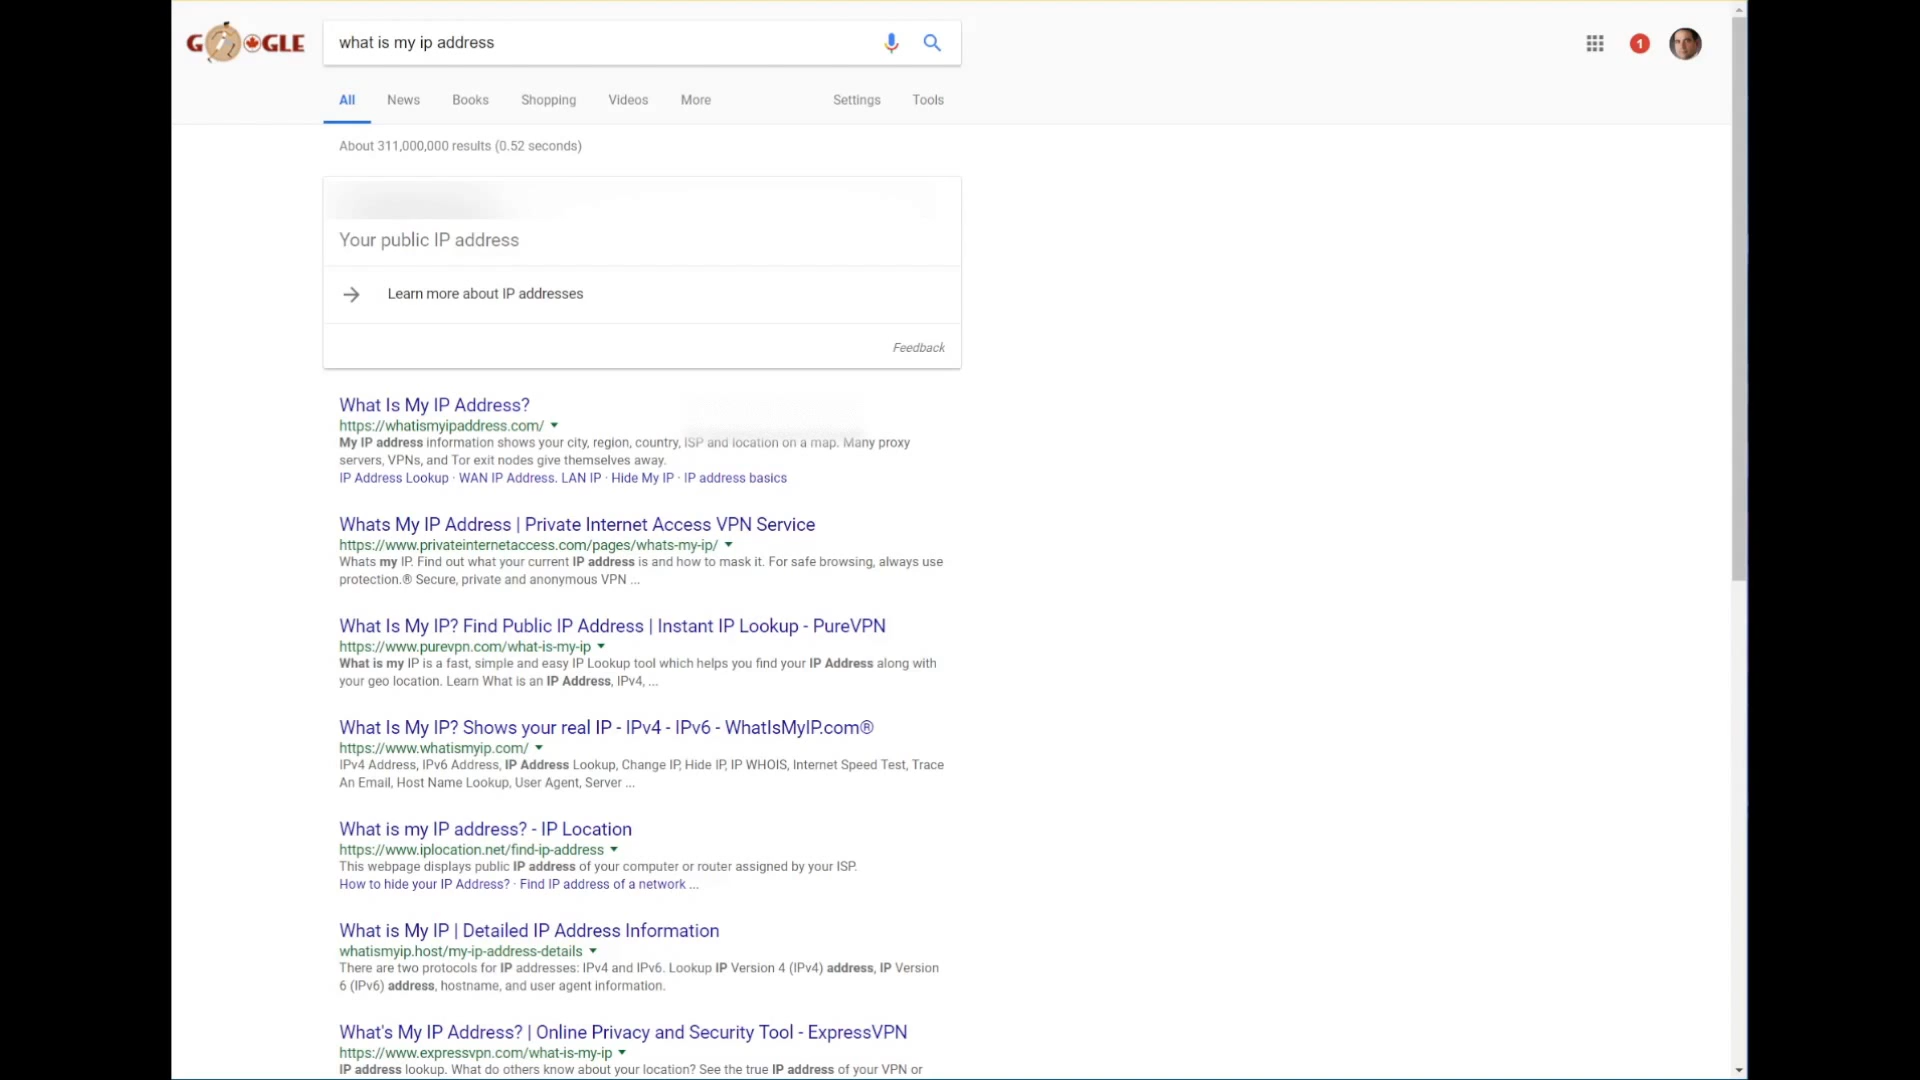 GOOGLE
what is my ip address
1
All News Books Shopping Videos More Settings Tools
About 311,000,000 results (0.52 seconds)
Your public IP address
Learn more about IP addresses
Feedback
What Is My IP Address?
https://whatismyipaddress.com/
My IP address information shows your city, region, country, ISP and location on a map. Many proxy
servers, VPNs, and Tor exit nodes give themselves away.
IP Address Lookup · WAN IP Address. LAN IP · Hide My IP · IP address basics
Whats My IP Address | Private Internet Access VPN Service
https://www.privateinternetaccess.com/pages/whats-my-ip/
Whats my IP. Find out what your current IP address is and how to mask it. For safe browsing, always use
protection.® Secure, private and anonymous VPN ...
What Is My IP? Find Public IP Address | Instant IP Lookup - PureVPN
https://www.purevpn.com/what-is-my-ip
What is my IP is a fast, simple and easy IP Lookup tool which helps you find your IP Address along with
your geo location. Learn What is an IP Address, IPv4, ...
What Is My IP? Shows your real IP - IPv4 - IPv6 - WhatIsMyIP.com®
https://www.whatismyip.com/
IPv4 Address, IPv6 Address, IP Address Lookup, Change IP, Hide IP, IP WHOIS, Internet Speed Test, Trace
An Email, Host Name Lookup, User Agent, Server ...
What is my IP address? - IP Location
https://www.iplocation.net/find-ip-address
This webpage displays public IP address of your computer or router assigned by your ISP.
How to hide your IP Address? · Find IP address of a network ...
What is My IP | Detailed IP Address Information
whatismyip.host/my-ip-address-details
There are two protocols for IP addresses: IPv4 and IPv6. Lookup IP Version 4 (IPv4) address, IP Version
6 (IPv6) address, hostname, and user agent information.
What's My IP Address? | Online Privacy and Security Tool - ExpressVPN
https://www.expressvpn.com/what-is-my-ip
IP address lookup. What do others know about your location? See the true IP address of your VPN or